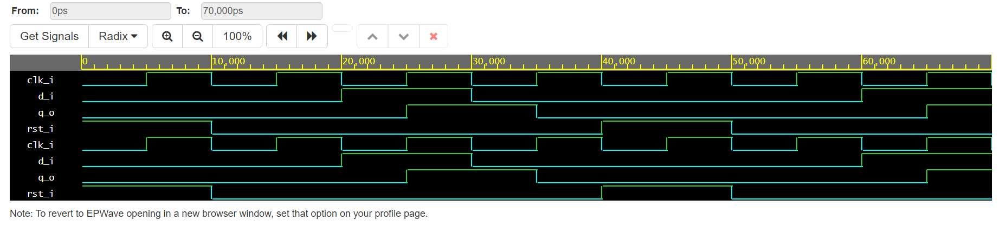 From: 0ps To: 70,000ps
Get Signals Radix 100%
0 10,000 20,000 30,000 40,000 50,000 60,000
clk_i
d_i
q_o
rst_i
clk_i
d_i
q_o
rst_i
Note: To revert to EPWave opening in a new browser window, set that option on your profile page.